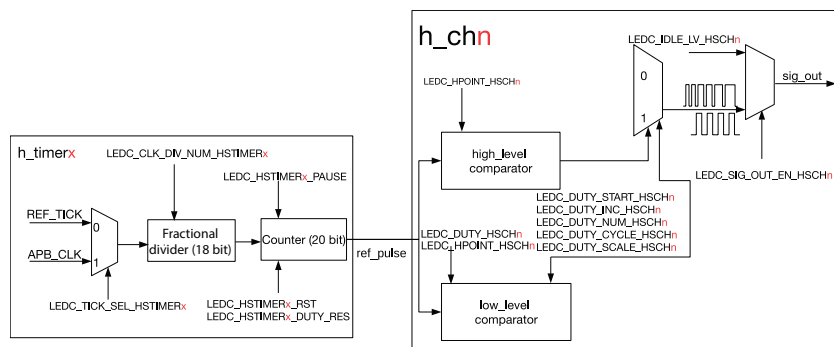 h_timerx
LEDC_CLK_DIV_NUM_HSTIMERx
LEDC_HSTIMERx_PAUSE
REF_TICK
0
APB_CLK
1
Fractional
divider (18 bit)
Counter (20 bit)
LEDC_TICK_SEL_HSTIMERx
LEDC_HSTIMERx_RST
LEDC_HSTIMERx_DUTY_RES
ref_pulse
h_chn
LEDC_HPOINT_HSCHn
high_level
comparator
LEDC_DUTY_HSCHn
LEDC_HPOINT_HSCHn
low_level
comparator
LEDC_DUTY_START_HSCHn
LEDC_DUTY_INC_HSCHn
LEDC_DUTY_NUM_HSCHn
LEDC_DUTY_CYCLE_HSCHn
LEDC_DUTY_SCALE_HSCHn
0
1
LEDC_IDLE_LV_HSCHn
sig_out
LEDC_SIG_OUT_EN_HSCHn